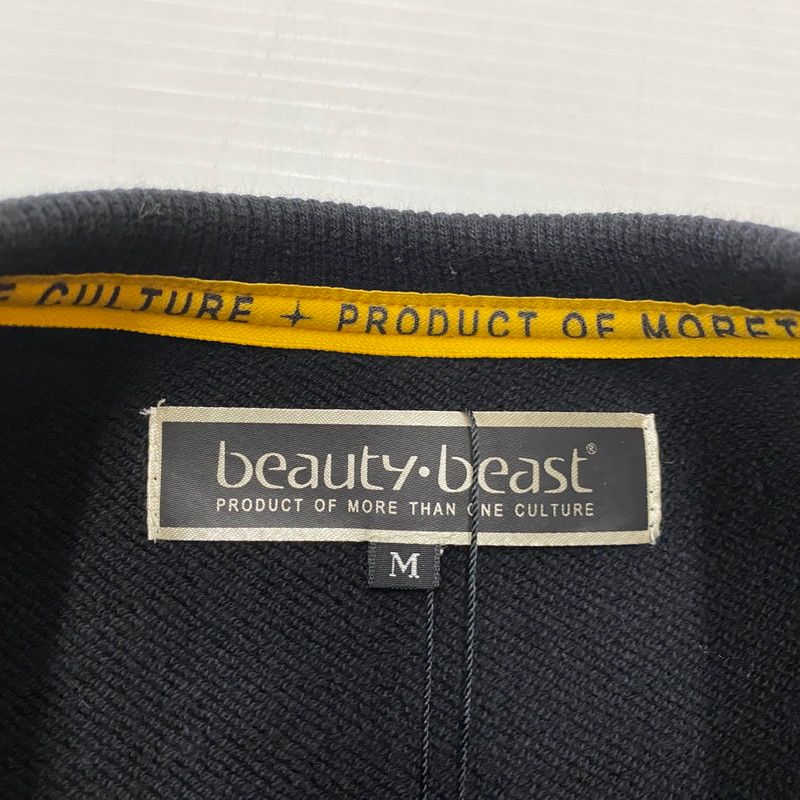 E CULTURE ✦ PRODUCT OF MORE T
beauty·beast®
PRODUCT OF MORE THAN ONE CULTURE
M